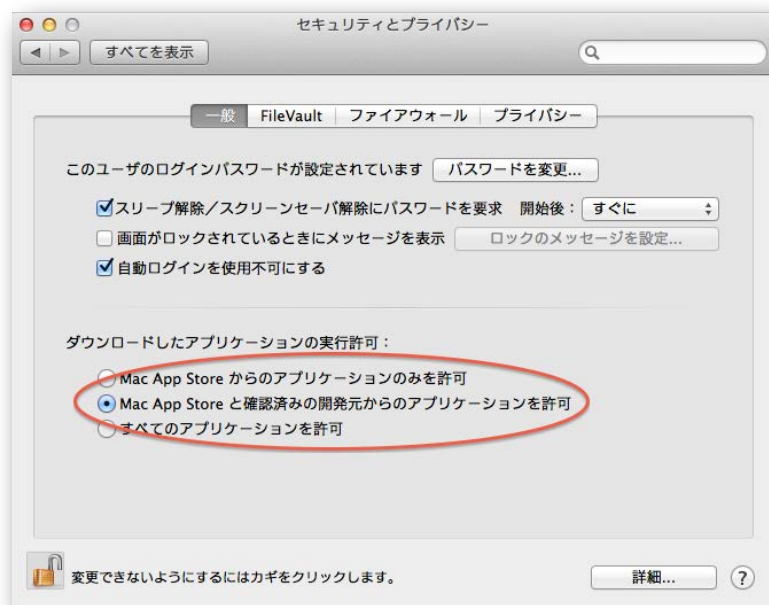 セキュリティとプライバシー
すべてを表示
一般 FileVault ファイアウォール プライバシー
このユーザのログインパスワードが設定されています パスワードを変更...
スリープ解除／スクリーンセーバ解除にパスワードを要求 開始後： すぐに
画面がロックされているときにメッセージを表示 ロックのメッセージを設定...
自動ログインを使用不可にする
ダウンロードしたアプリケーションの実行許可：
Mac App Store からのアプリケーションのみを許可
Mac App Store と確認済みの開発元からのアプリケーションを許可
すべてのアプリケーションを許可
変更できないようにするにはカギをクリックします。 詳細... ?